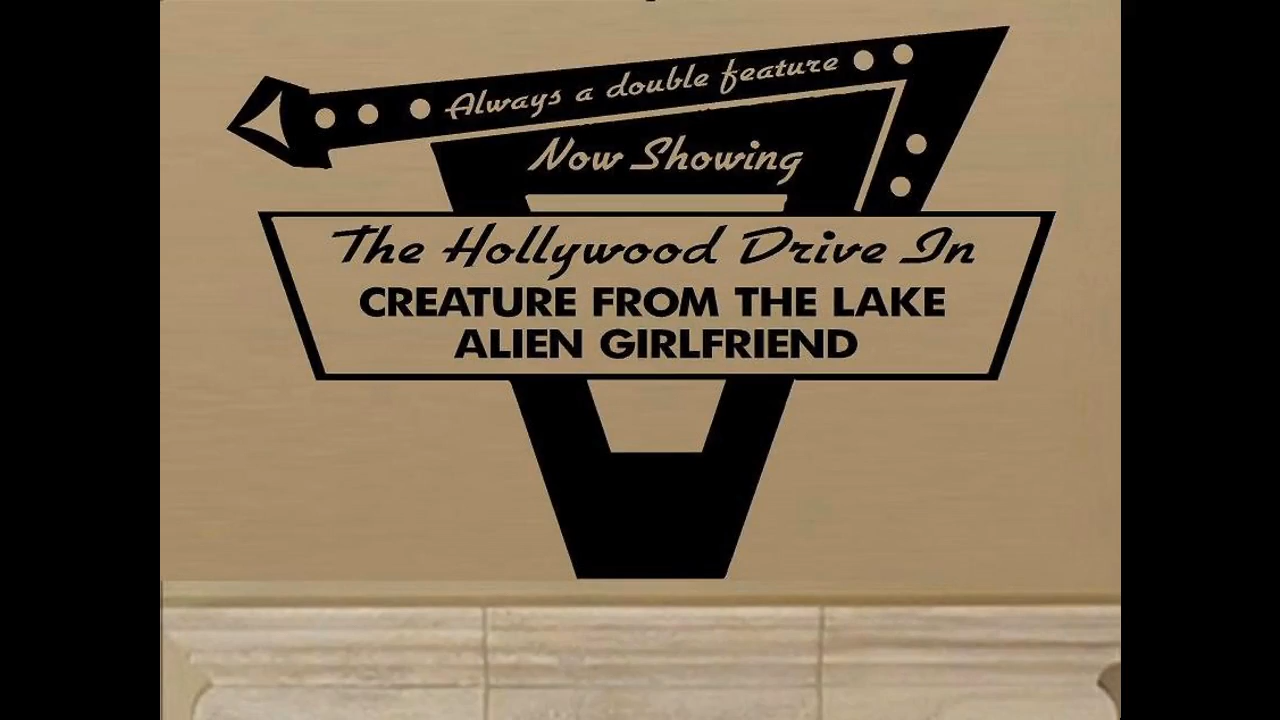 Always a double feature
Now Showing
The Hollywood Drive In
CREATURE FROM THE LAKE
ALIEN GIRLFRIEND